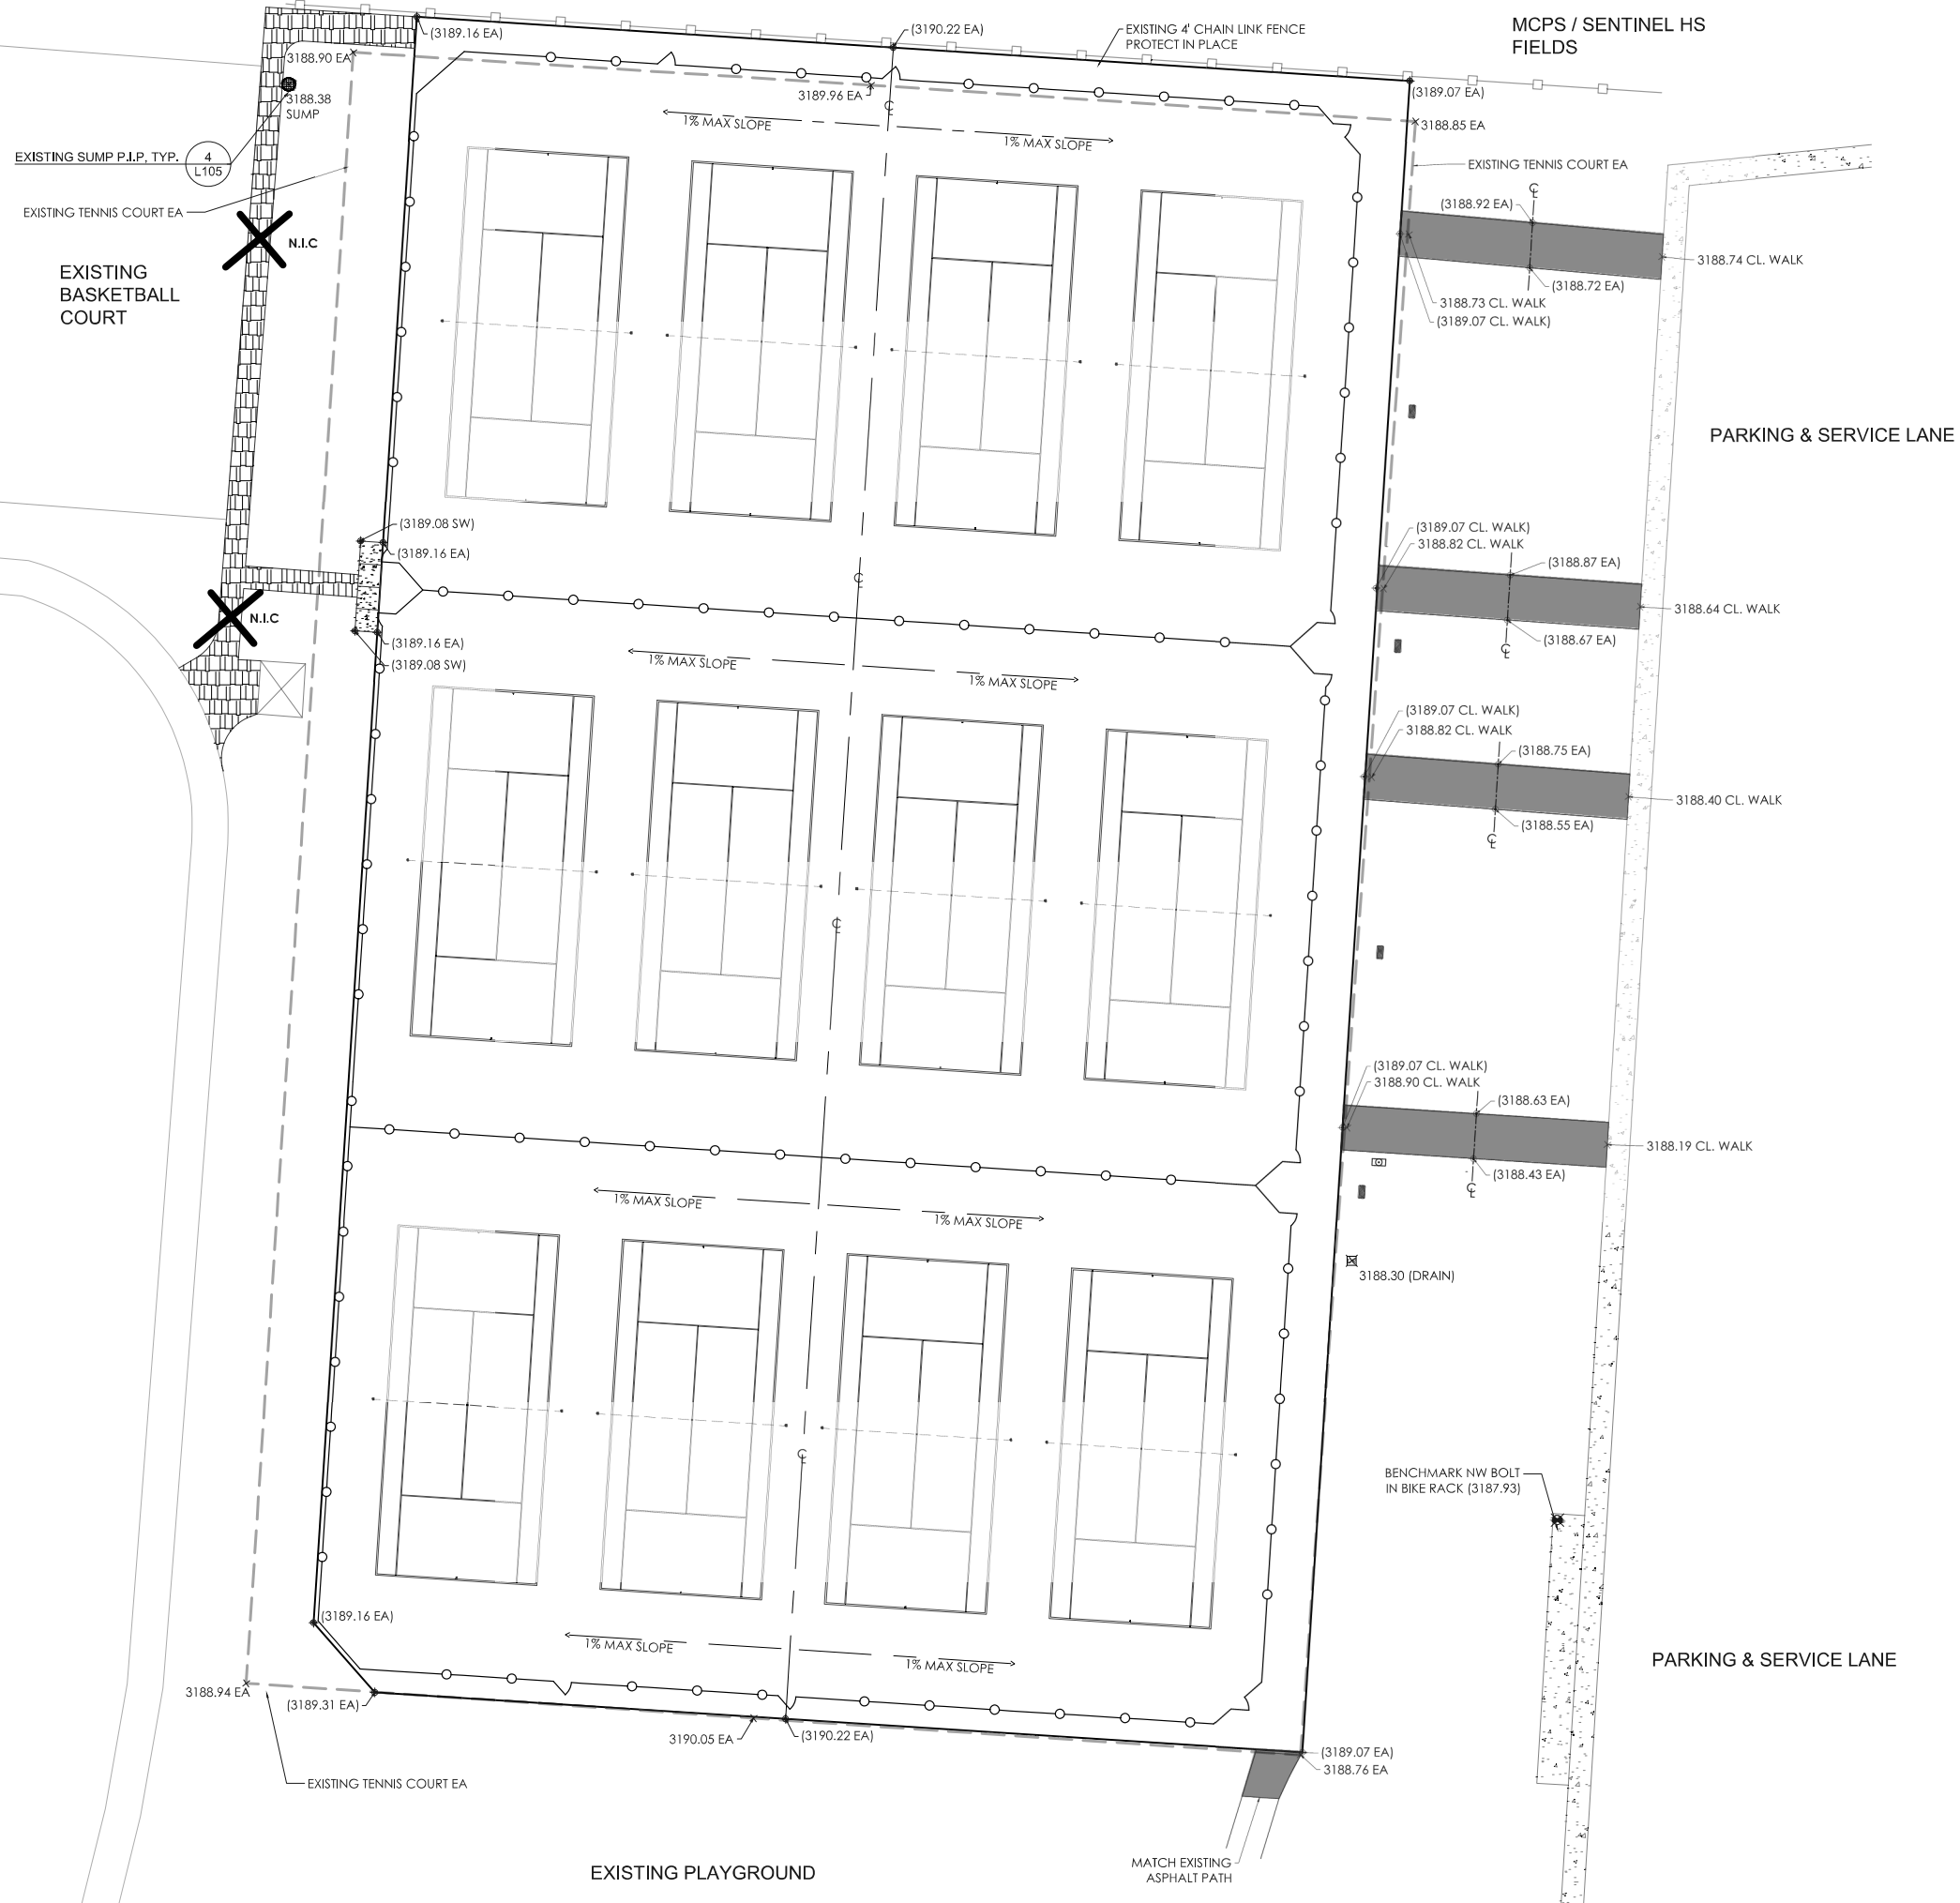 MCPS / SENTINEL HS
FIELDS
(3189.16 EA)
(3190.22 EA)
EXISTING 4' CHAIN LINK FENCE
PROTECT IN PLACE
3188.90 EA
3189.96 EA
(3189.07 EA)
3188.38
SUMP
℄
1% MAX SLOPE
1% MAX SLOPE
3188.85 EA
EXISTING SUMP P.I.P, TYP.
4
L105
EXISTING TENNIS COURT EA
EXISTING TENNIS COURT EA
℄
(3188.92 EA)
N.I.C
EXISTING
BASKETBALL
COURT
3188.74 CL. WALK
(3188.72 EA)
3188.73 CL. WALK
(3189.07 CL. WALK)
PARKING & SERVICE LANE
(3189.08 SW)
(3189.16 EA)
(3189.07 CL. WALK)
3188.82 CL. WALK
(3188.87 EA)
℄
3188.64 CL. WALK
N.I.C
(3189.16 EA)
(3189.08 SW)
(3188.67 EA)
℄
1% MAX SLOPE
1% MAX SLOPE
(3189.07 CL. WALK)
3188.82 CL. WALK
(3188.75 EA)
3188.40 CL. WALK
(3188.55 EA)
℄
℄
(3189.07 CL. WALK)
3188.90 CL. WALK
(3188.63 EA)
3188.19 CL. WALK
(3188.43 EA)
℄
1% MAX SLOPE
1% MAX SLOPE
3188.30 (DRAIN)
℄
BENCHMARK NW BOLT
IN BIKE RACK (3187.93)
(3189.16 EA)
1% MAX SLOPE
1% MAX SLOPE
PARKING & SERVICE LANE
3188.94 EA
(3189.31 EA)
3190.05 EA
(3190.22 EA)
(3189.07 EA)
3188.76 EA
EXISTING TENNIS COURT EA
MATCH EXISTING
ASPHALT PATH
EXISTING PLAYGROUND